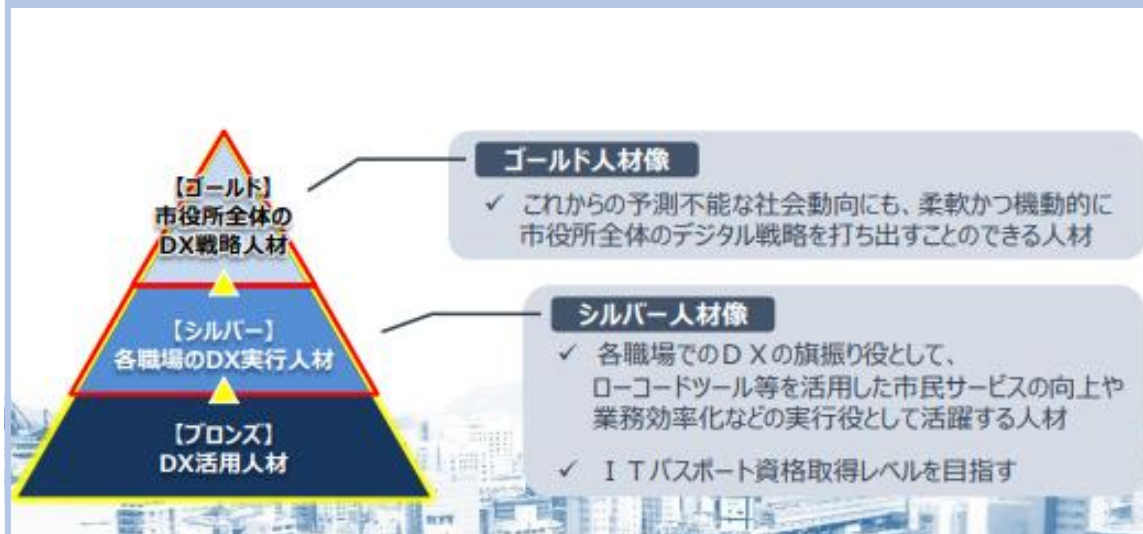 【ゴールド】
市役所全体の
DX戦略人材
【シルバー】
各職場のDX実行人材
【ブロンズ】
DX活用人材
ゴールド人材像
✓ これからの予測不能な社会動向にも、柔軟かつ機動的に
市役所全体のデジタル戦略を打ち出すことのできる人材
シルバー人材像
✓ 各職場でのＤＸの旗振り役として、
ローコードツール等を活用した市民サービスの向上や
業務効率化などの実行役として活躍する人材
✓ ＩＴパスポート資格取得レベルを目指す